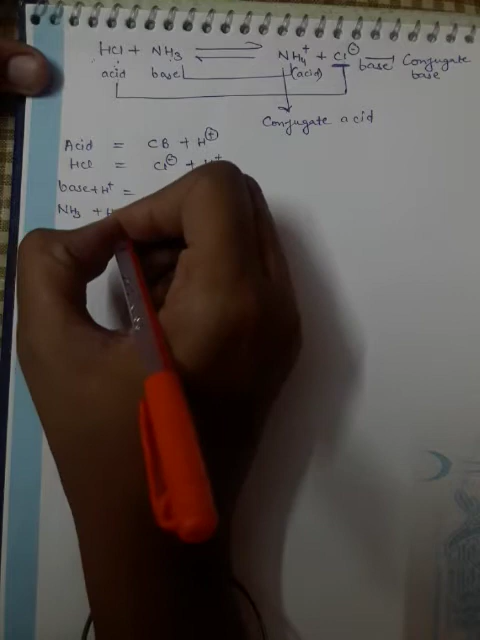 HCl + NH₃ ⇌ NH₄⁺ + Cl⊖ base Conjugate
acid base (acid) base
Conjugate acid
Acid = CB + H⊕
HCl = Cl⊖ + H⁺
base + H⁺ =
NH₃ +